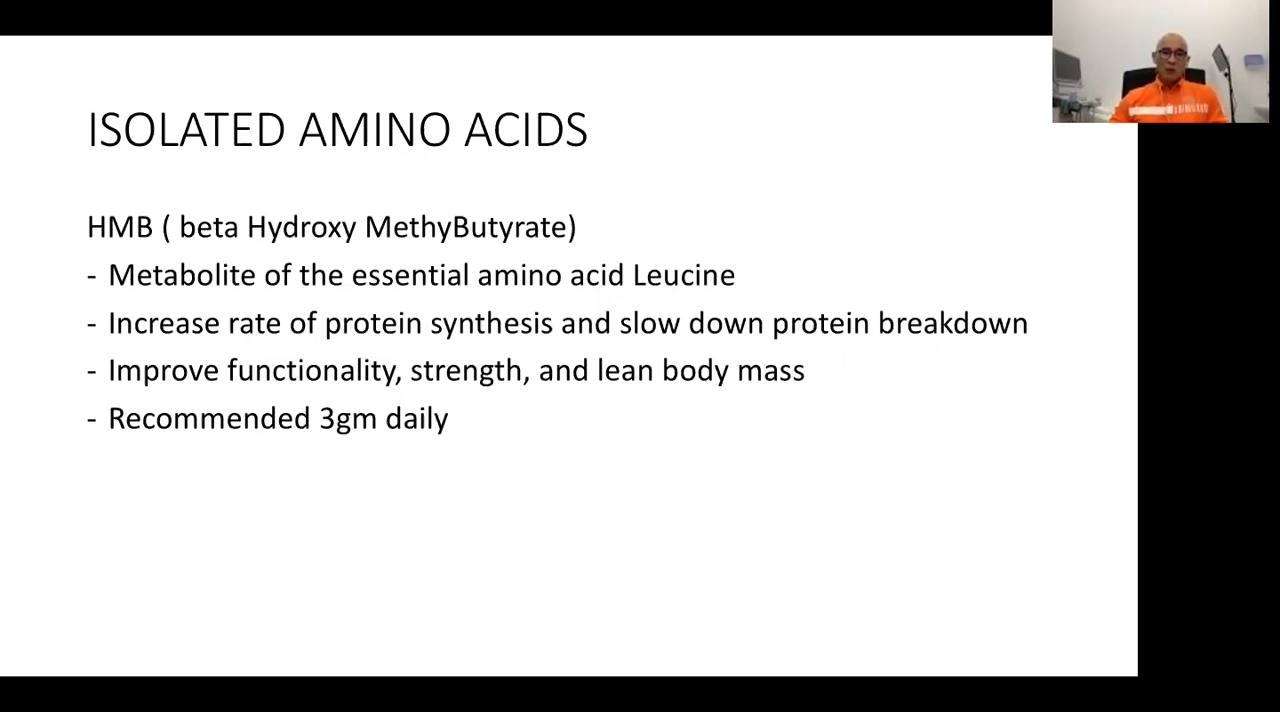 ISOLATED AMINO ACIDS
HMB ( beta Hydroxy MethyButyrate)
- Metabolite of the essential amino acid Leucine
- Increase rate of protein synthesis and slow down protein breakdown
- Improve functionality, strength, and lean body mass
- Recommended 3gm daily